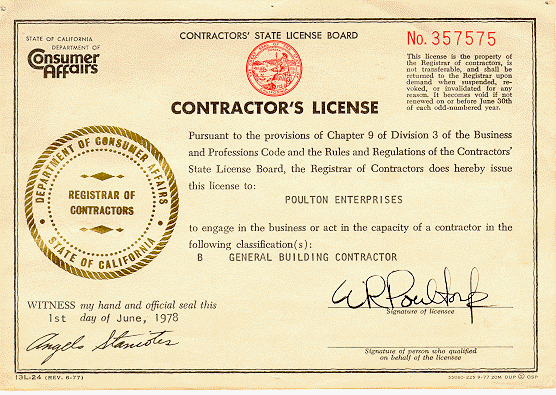 STATE OF CALIFORNIA
DEPARTMENT OF
Consumer
Affairs
CONTRACTORS' STATE LICENSE BOARD
No. 357575
This license is the property of
the Registrar of contractors, is
not transferable, and shall be
returned to the Registrar upon
demand when suspended, re-
voked, or invalidated for any
reason. It becomes void if not
renewed on or before June 30th
of each odd-numbered year.
CONTRACTOR'S LICENSE
Pursuant to the provisions of Chapter 9 of Division 3 of the Business
and Professions Code and the Rules and Regulations of the Contractors'
State License Board, the Registrar of Contractors does hereby issue
this license to:
POULTON ENTERPRISES
to engage in the business or act in the capacity of a contractor in the
following classification(s):
B GENERAL BUILDING CONTRACTOR
DEPARTMENT OF CONSUMER AFFAIRS
REGISTRAR OF
CONTRACTORS
STATE OF CALIFORNIA
WITNESS my hand and official seal this
1st day of June, 1978
Signature of licensee
Signature of person who qualified
on behalf of the licensee
13L-24 (REV. 6-77)